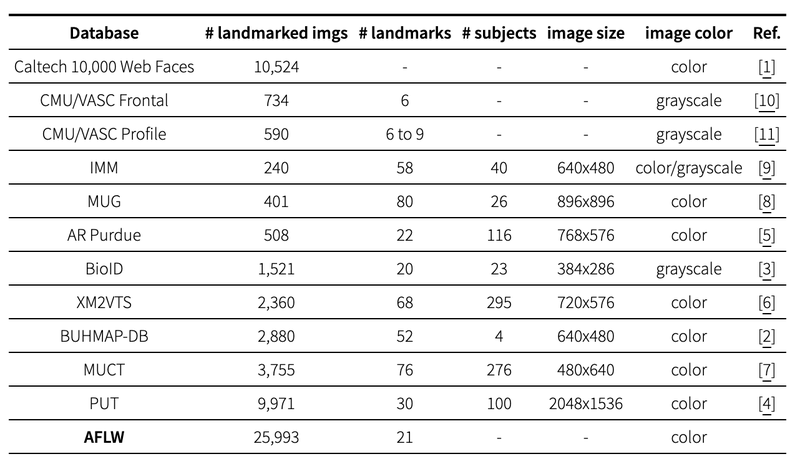 Database # landmarked imgs # landmarks # subjects image size image color Ref.
Caltech 10,000 Web Faces 10,524 - - - color [1]
CMU/VASC Frontal 734 6 - - grayscale [10]
CMU/VASC Profile 590 6 to 9 - - grayscale [11]
IMM 240 58 40 640x480 color/grayscale [9]
MUG 401 80 26 896x896 color [8]
AR Purdue 508 22 116 768x576 color [5]
BioID 1,521 20 23 384x286 grayscale [3]
XM2VTS 2,360 68 295 720x576 color [6]
BUHMAP-DB 2,880 52 4 640x480 color [2]
MUCT 3,755 76 276 480x640 color [7]
PUT 9,971 30 100 2048x1536 color [4]
AFLW 25,993 21 - - color